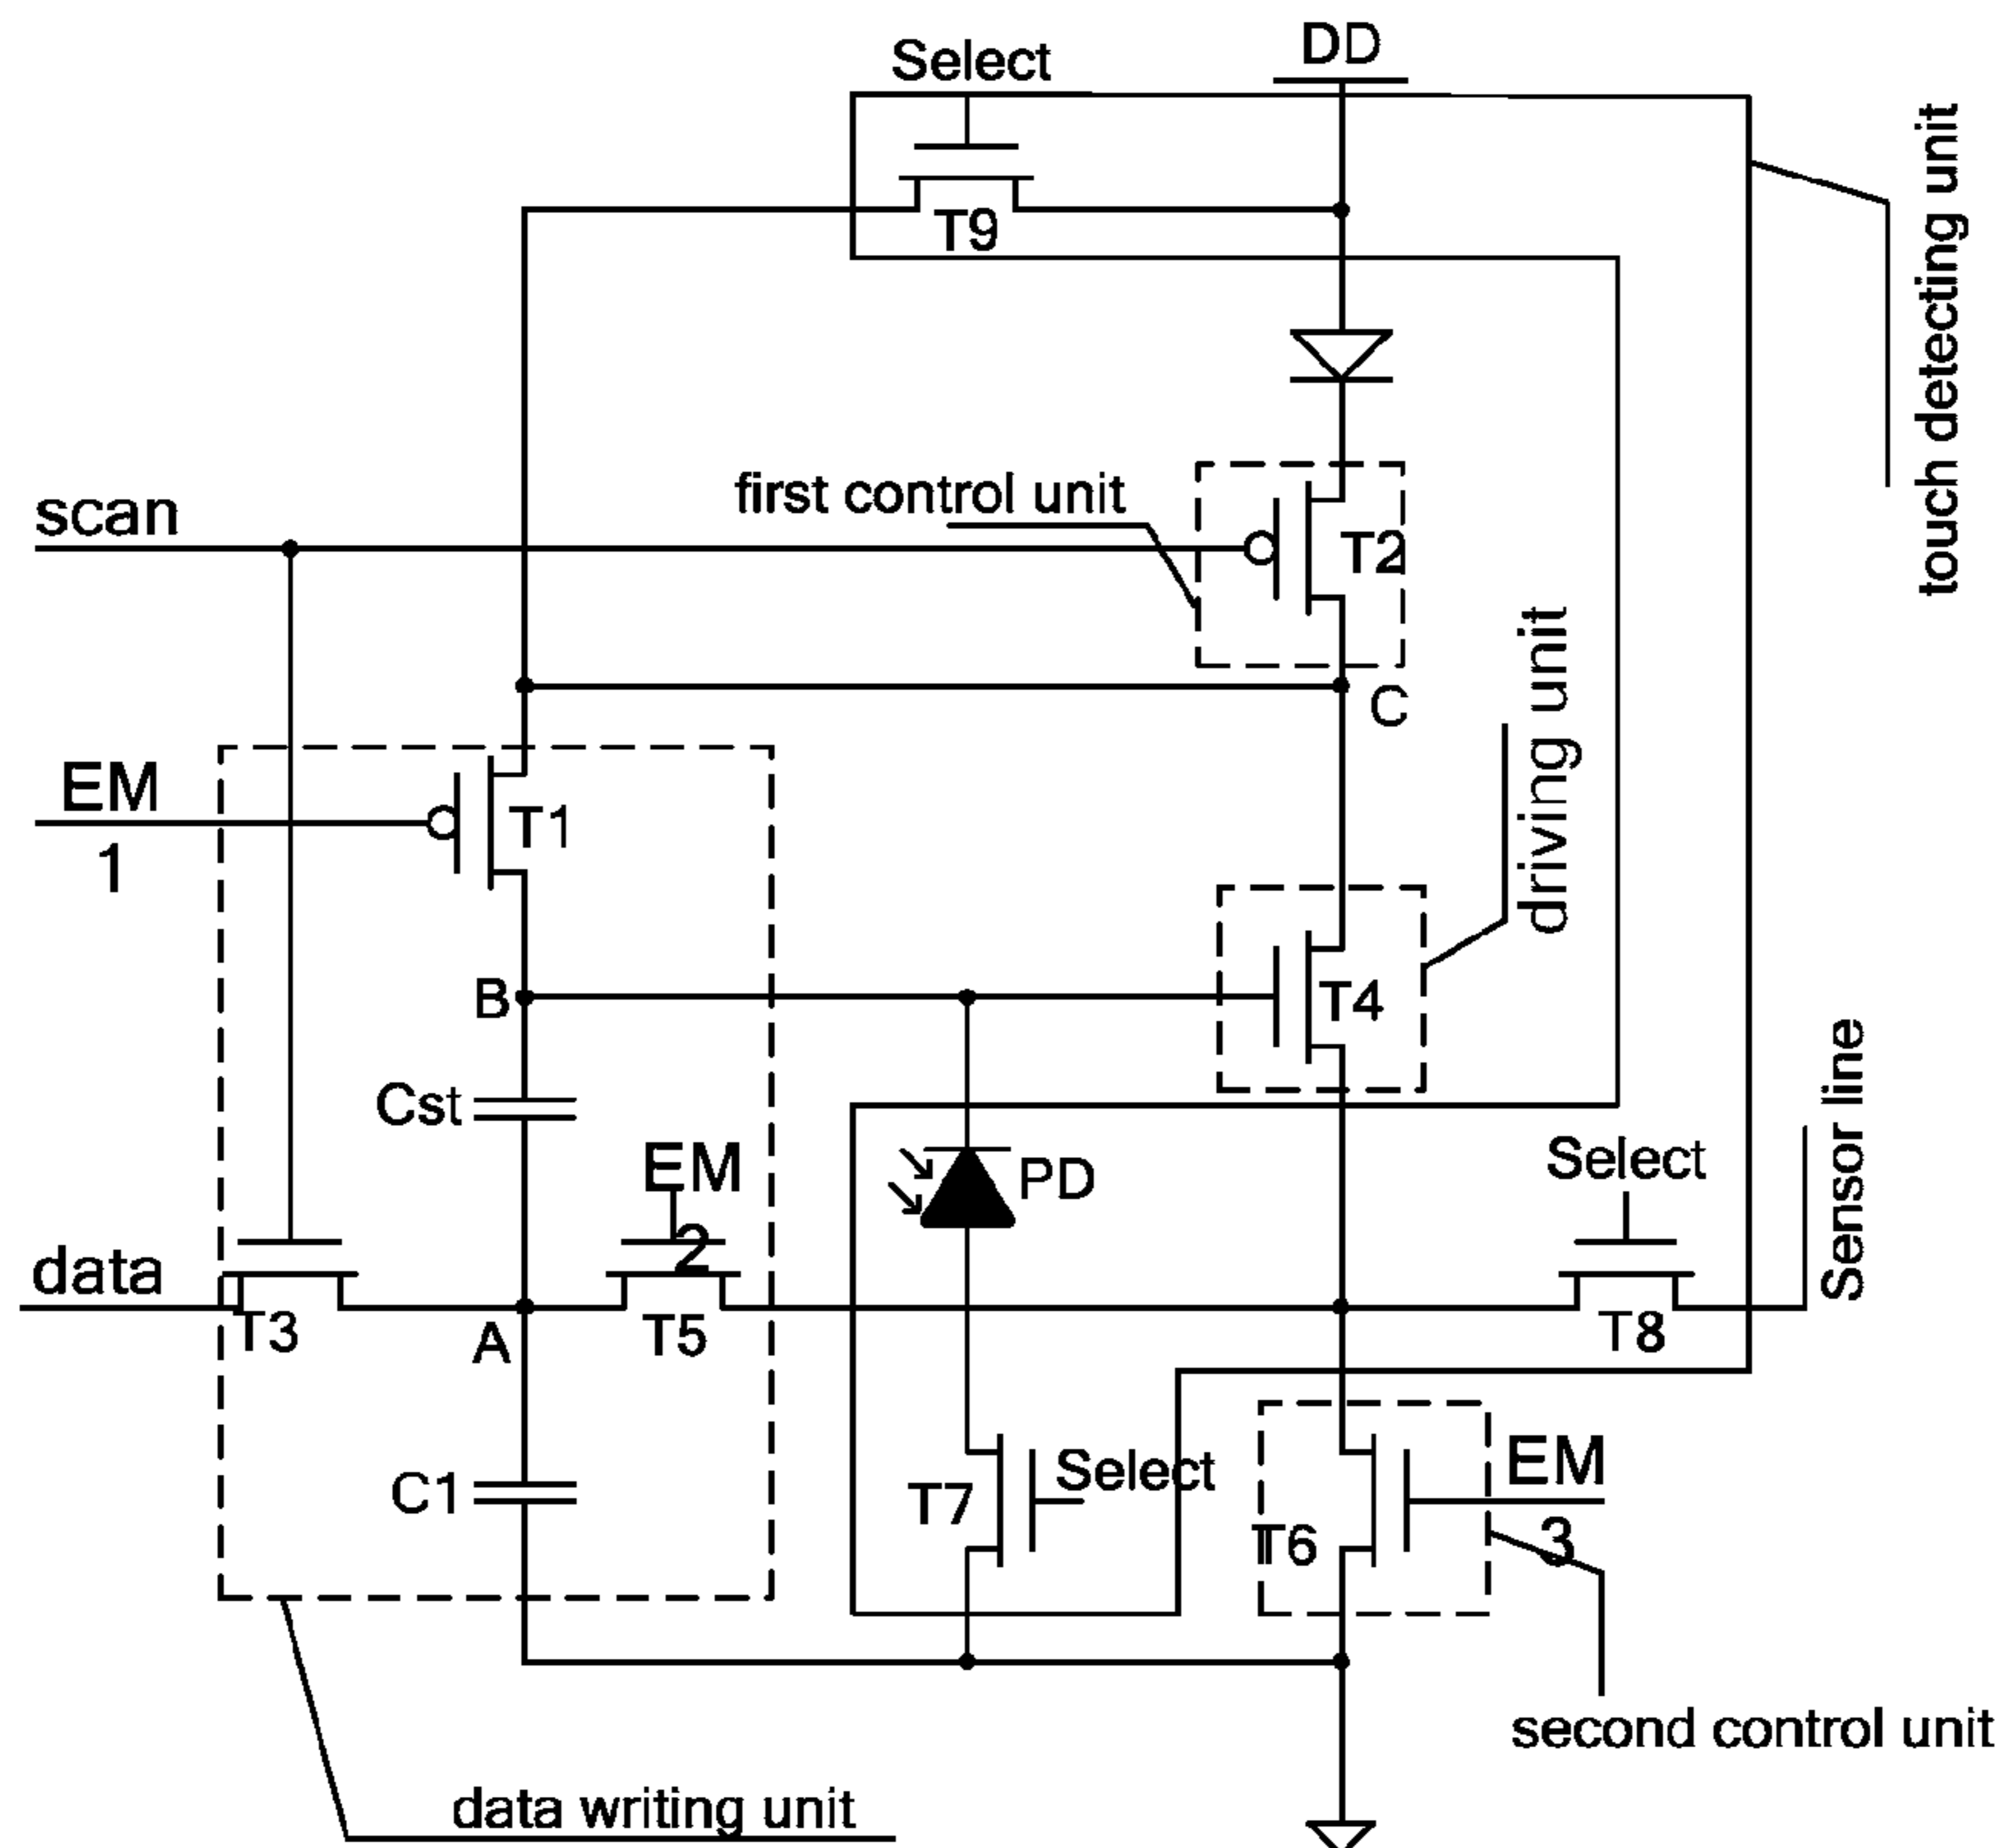 Select
DD
T9
touch detecting unit
first control unit
scan
T2
C
driving unit
EM
1
T1
B
T4
Cst
EM
2
PD
Select
Sensor line
data
T3
A
T5
T8
C1
T7
Select
T6
EM
3
second control unit
data writing unit